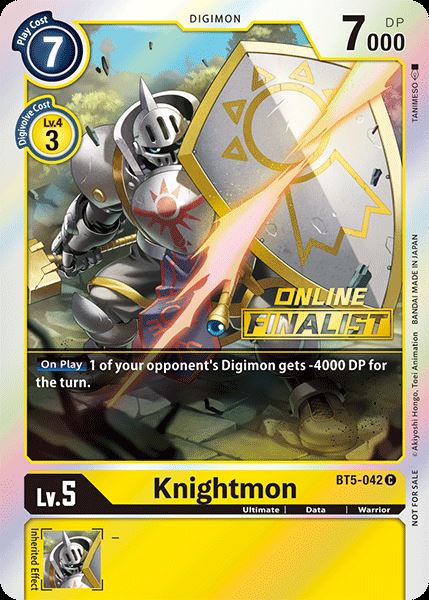 DIGIMON
Play Cost
7
DP
7000
Digivolve Cost
Lv.4
3
TANIMESO
ONLINE
FINALIST
On Play 1 of your opponent's Digimon gets -4000 DP for
the turn.
©Akiyoshi Hongo, Toei Animation BANDAI MADE IN JAPAN
NOT FOR SALE
Lv.5
Knightmon
BT5-042 C
Ultimate | Data | Warrior
Inherited Effect
–